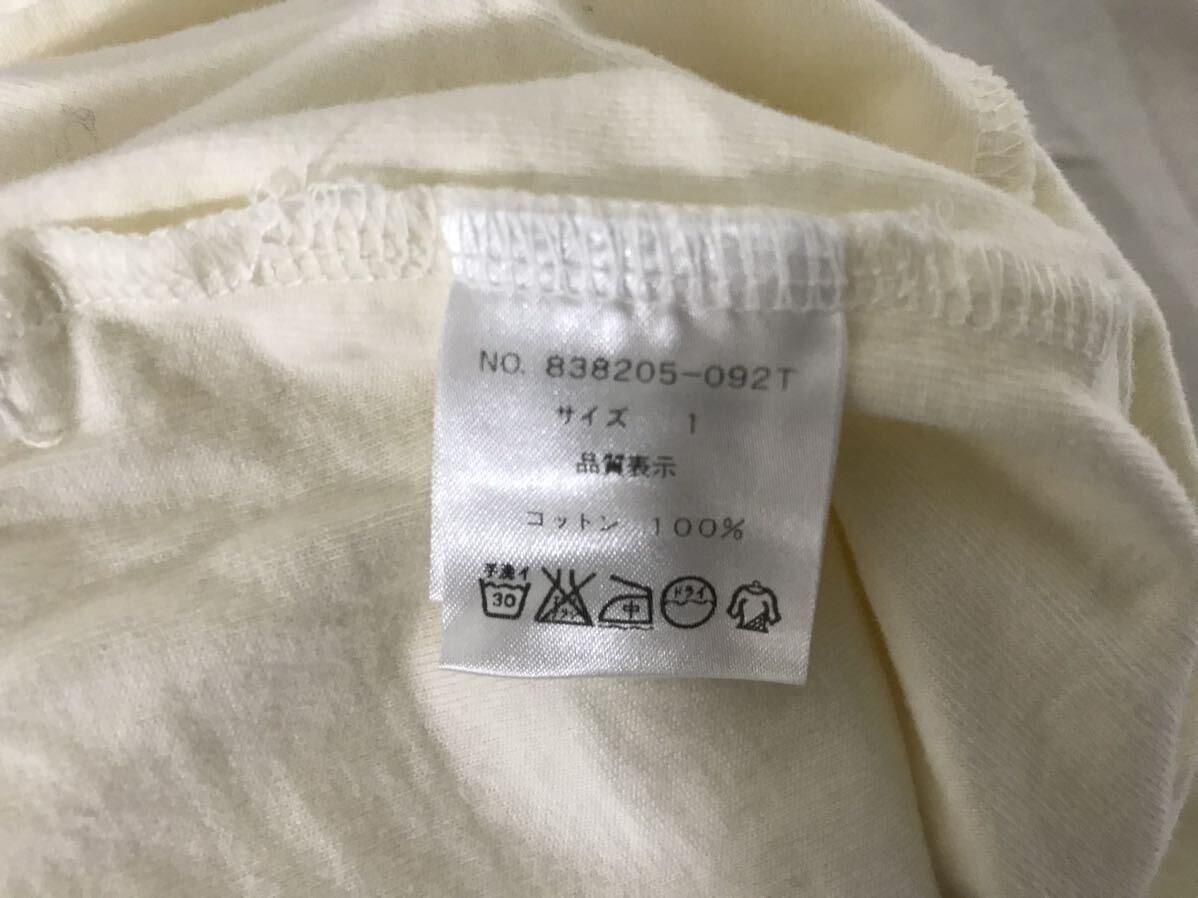 NO. 838205-092T
サイズ 1
品質表示
コットン 100%
手洗イ 30 中 ドライ